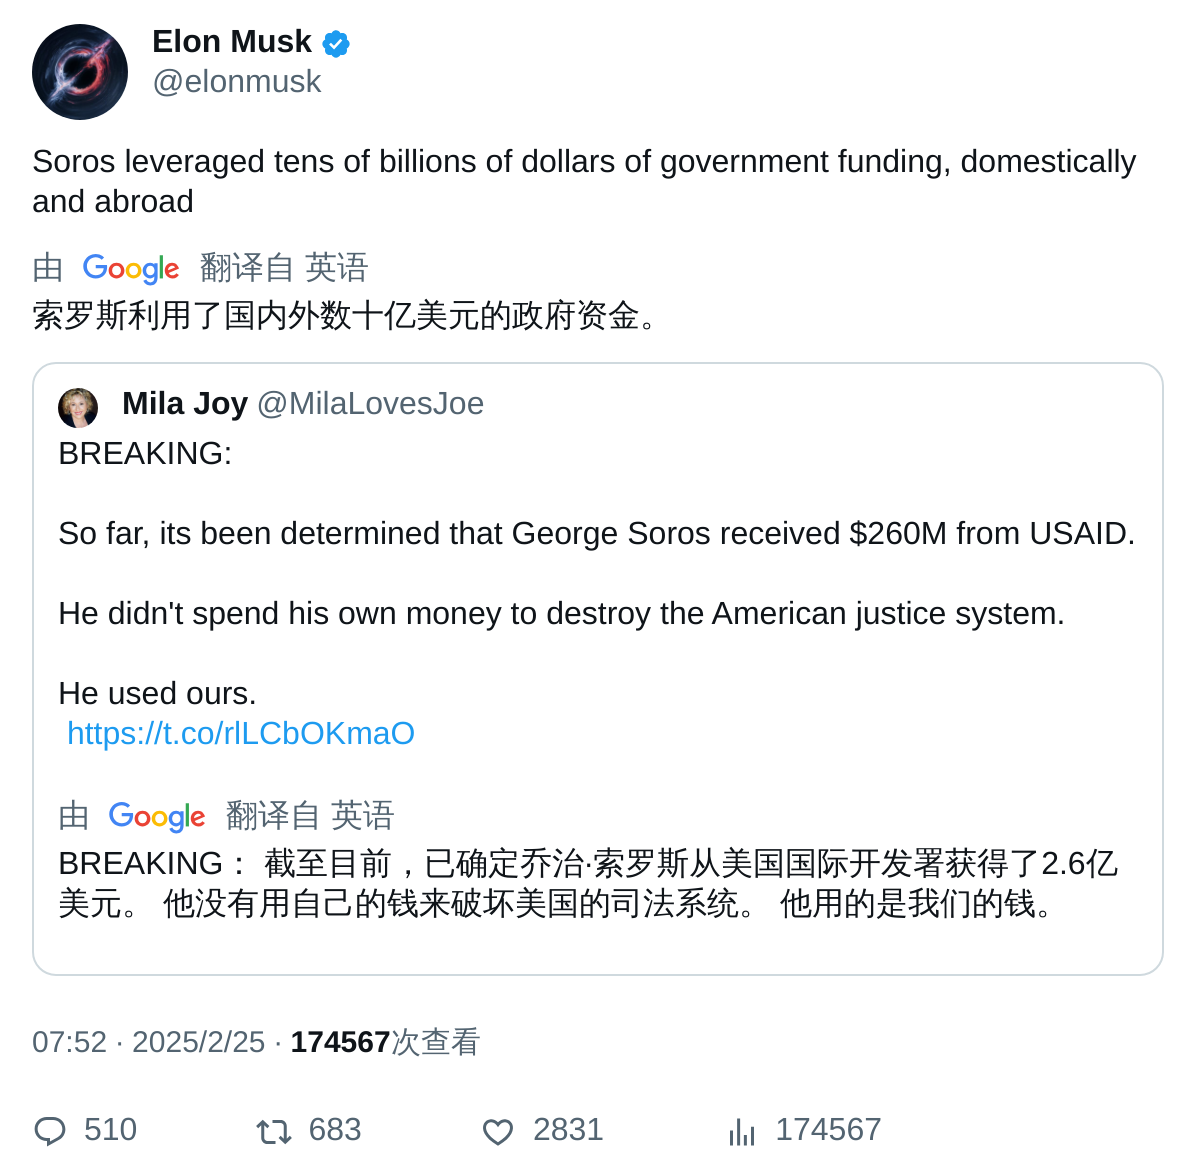 Elon Musk
@elonmusk
Soros leveraged tens of billions of dollars of government funding, domestically
and abroad
由 Google 翻译自 英语
索罗斯利用了国内外数十亿美元的政府资金。
Mila Joy @MilaLovesJoe
BREAKING:
So far, its been determined that George Soros received $260M from USAID.
He didn't spend his own money to destroy the American justice system.
He used ours.
https://t.co/rlLCbOKmaO
由 Google 翻译自 英语
BREAKING： 截至目前，已确定乔治·索罗斯从美国国际开发署获得了2.6亿
美元。 他没有用自己的钱来破坏美国的司法系统。 他用的是我们的钱。
07:52 · 2025/2/25 · 174567次查看
510 683 2831 174567